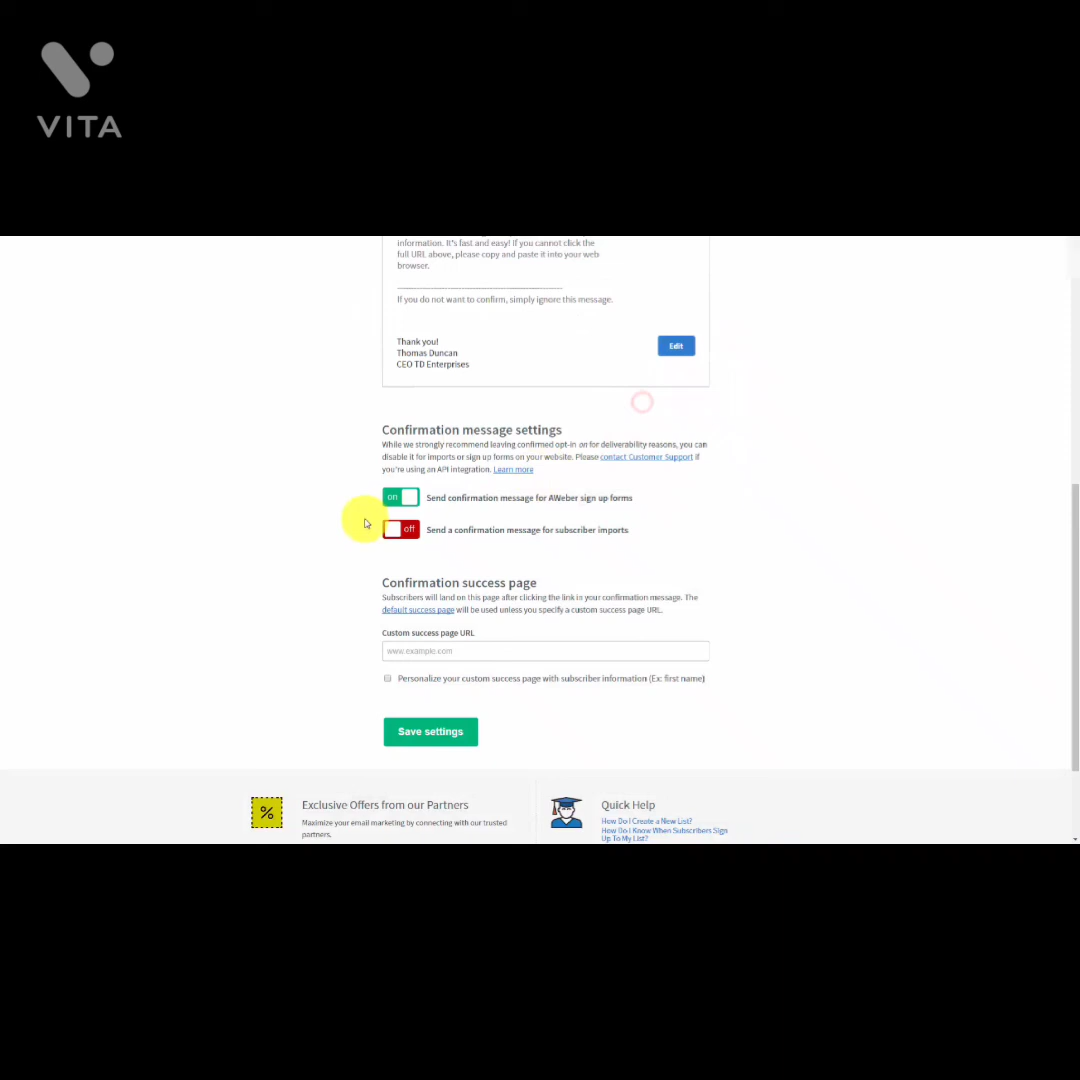 VITA
information. It's fast and easy! If you cannot click the
full URL above, please copy and paste it into your web
browser.
If you do not want to confirm, simply ignore this message.
Thank you!
Thomas Duncan
CEO TD Enterprises
Edit
Confirmation message settings
While we strongly recommend leaving confirmed opt-in on for deliverability reasons, you can
disable it for imports or sign up forms on your website. Please contact Customer Support if
you're using an API integration. Learn more
on Send confirmation message for AWeber sign up forms
off Send a confirmation message for subscriber imports
Confirmation success page
Subscribers will land on this page after clicking the link in your confirmation message. The
default success page will be used unless you specify a custom success page URL.
Custom success page URL
www.example.com
Personalize your custom success page with subscriber information (Ex: first name)
Save settings
%
Exclusive Offers from our Partners
Maximize your email marketing by connecting with our trusted
partners.
Quick Help
How Do I Create a New List?
How Do I Know When Subscribers Sign
Up To My List?